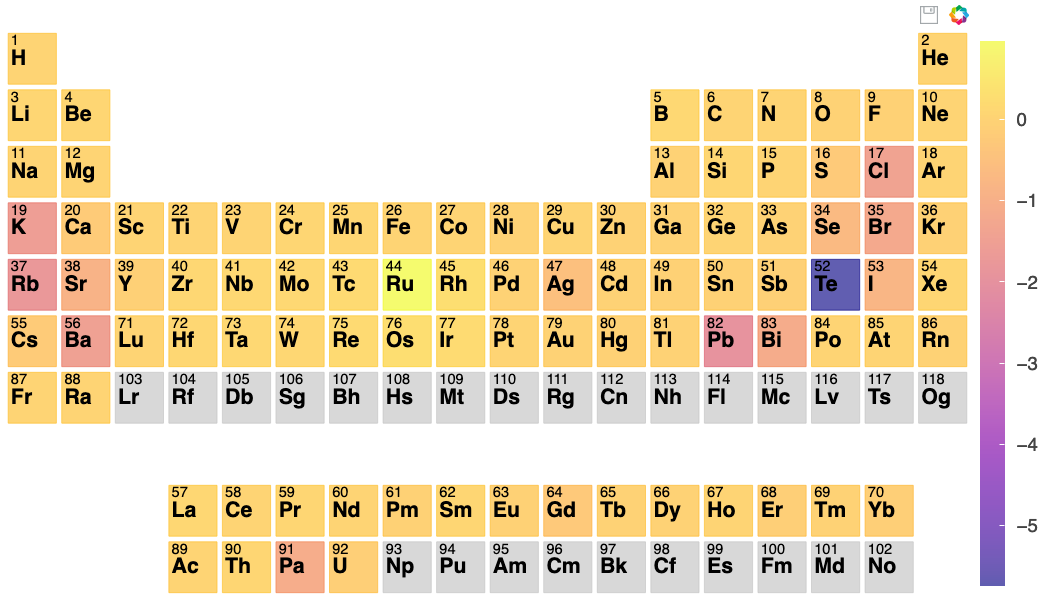 1 2
H He
3 4 5 6 7 8 9 10
Li Be B C N O F Ne
11 12 13 14 15 16 17 18
Na Mg Al Si P S Cl Ar
19 20 21 22 23 24 25 26 27 28 29 30 31 32 33 34 35 36
K Ca Sc Ti V Cr Mn Fe Co Ni Cu Zn Ga Ge As Se Br Kr
37 38 39 40 41 42 43 44 45 46 47 48 49 50 51 52 53 54
Rb Sr Y Zr Nb Mo Tc Ru Rh Pd Ag Cd In Sn Sb Te I Xe
55 56 71 72 73 74 75 76 77 78 79 80 81 82 83 84 85 86
Cs Ba Lu Hf Ta W Re Os Ir Pt Au Hg Tl Pb Bi Po At Rn
87 88 103 104 105 106 107 108 109 110 111 112 113 114 115 116 117 118
Fr Ra Lr Rf Db Sg Bh Hs Mt Ds Rg Cn Nh Fl Mc Lv Ts Og
57 58 59 60 61 62 63 64 65 66 67 68 69 70
La Ce Pr Nd Pm Sm Eu Gd Tb Dy Ho Er Tm Yb
89 90 91 92 93 94 95 96 97 98 99 100 101 102
Ac Th Pa U Np Pu Am Cm Bk Cf Es Fm Md No
0
−1
−2
−3
−4
−5